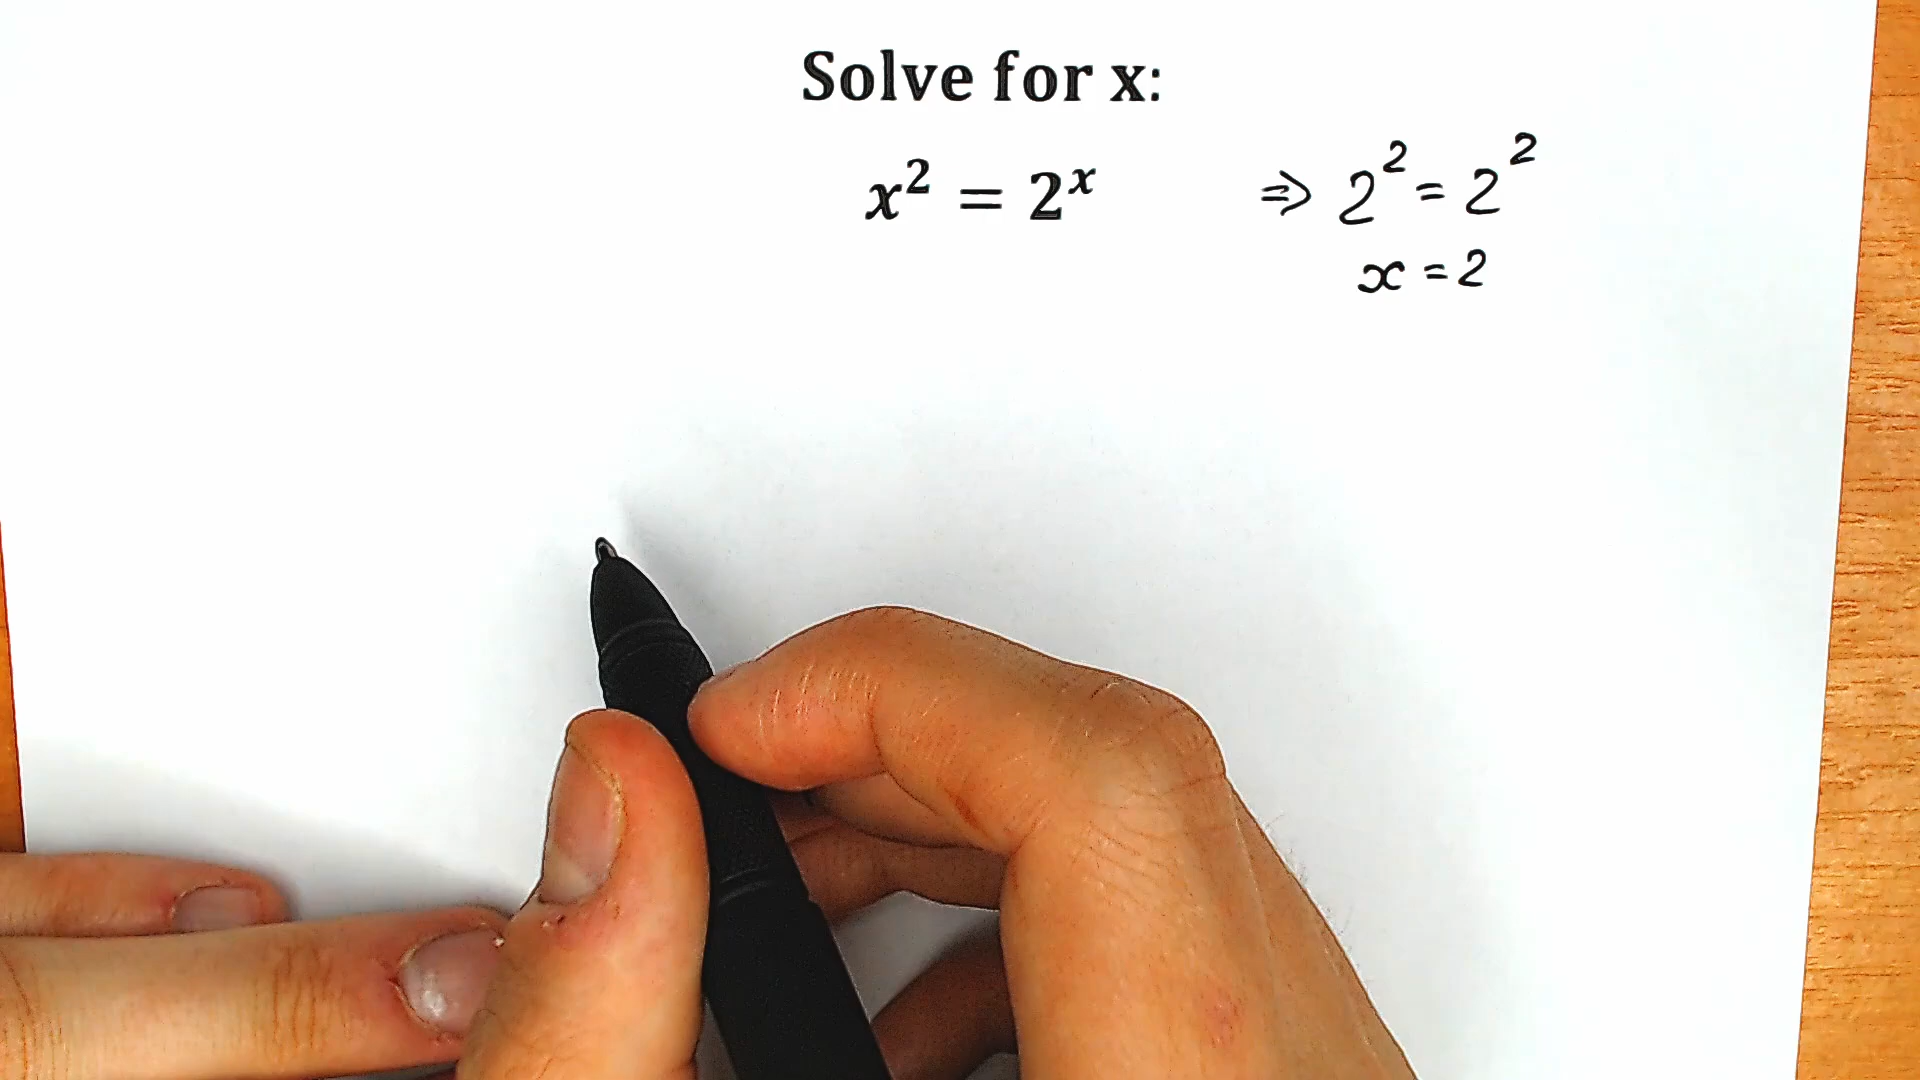 Solve for x:
x² = 2ˣ ⇒ 2² = 2²
x = 2